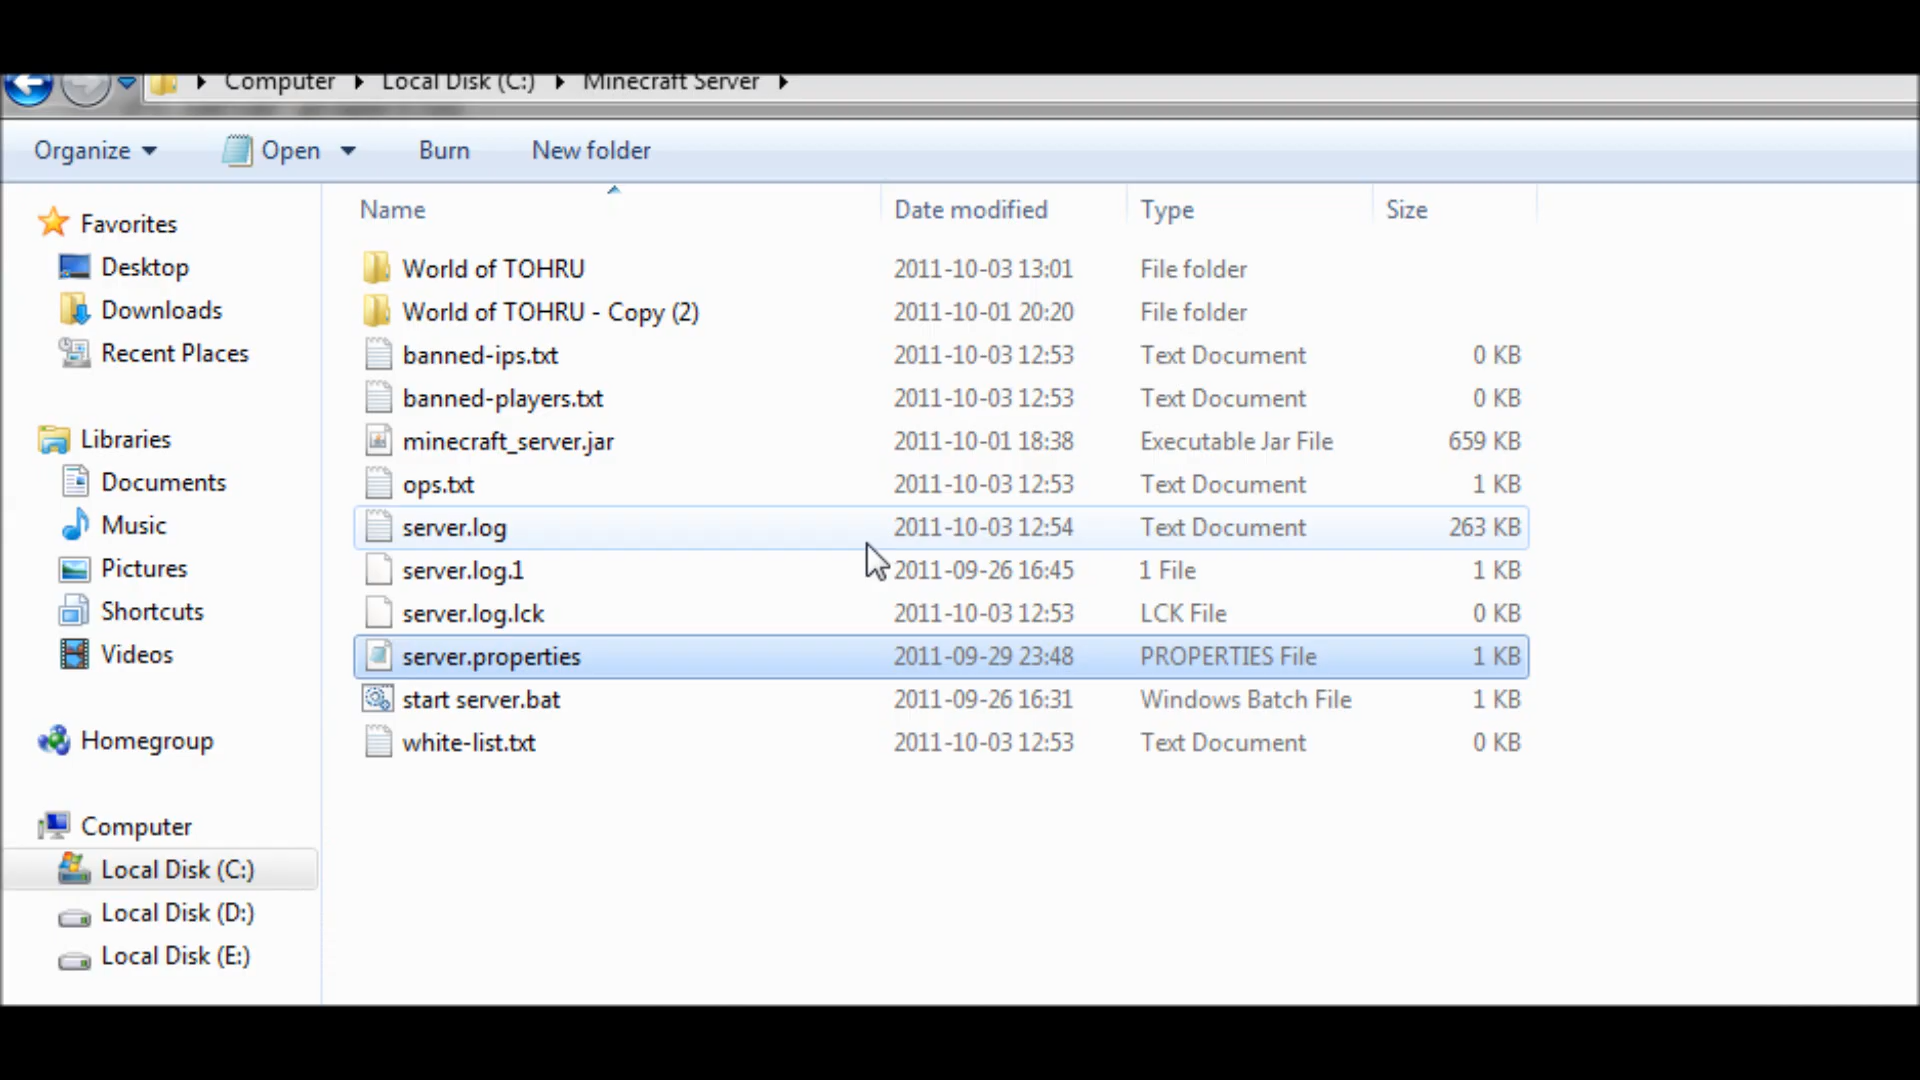 Computer Local Disk (C:) Minecraft Server
Organize Open Burn New folder
Name Date modified Type Size
Favorites
Desktop
Downloads
Recent Places
Libraries
Documents
Music
Pictures
Shortcuts
Videos
Homegroup
Computer
Local Disk (C:)
Local Disk (D:)
Local Disk (E:)
World of TOHRU 2011-10-03 13:01 File folder
World of TOHRU - Copy (2) 2011-10-01 20:20 File folder
banned-ips.txt 2011-10-03 12:53 Text Document 0 KB
banned-players.txt 2011-10-03 12:53 Text Document 0 KB
minecraft_server.jar 2011-10-01 18:38 Executable Jar File 659 KB
ops.txt 2011-10-03 12:53 Text Document 1 KB
server.log 2011-10-03 12:54 Text Document 263 KB
server.log.1 2011-09-26 16:45 1 File 1 KB
server.log.lck 2011-10-03 12:53 LCK File 0 KB
server.properties 2011-09-29 23:48 PROPERTIES File 1 KB
start server.bat 2011-09-26 16:31 Windows Batch File 1 KB
white-list.txt 2011-10-03 12:53 Text Document 0 KB